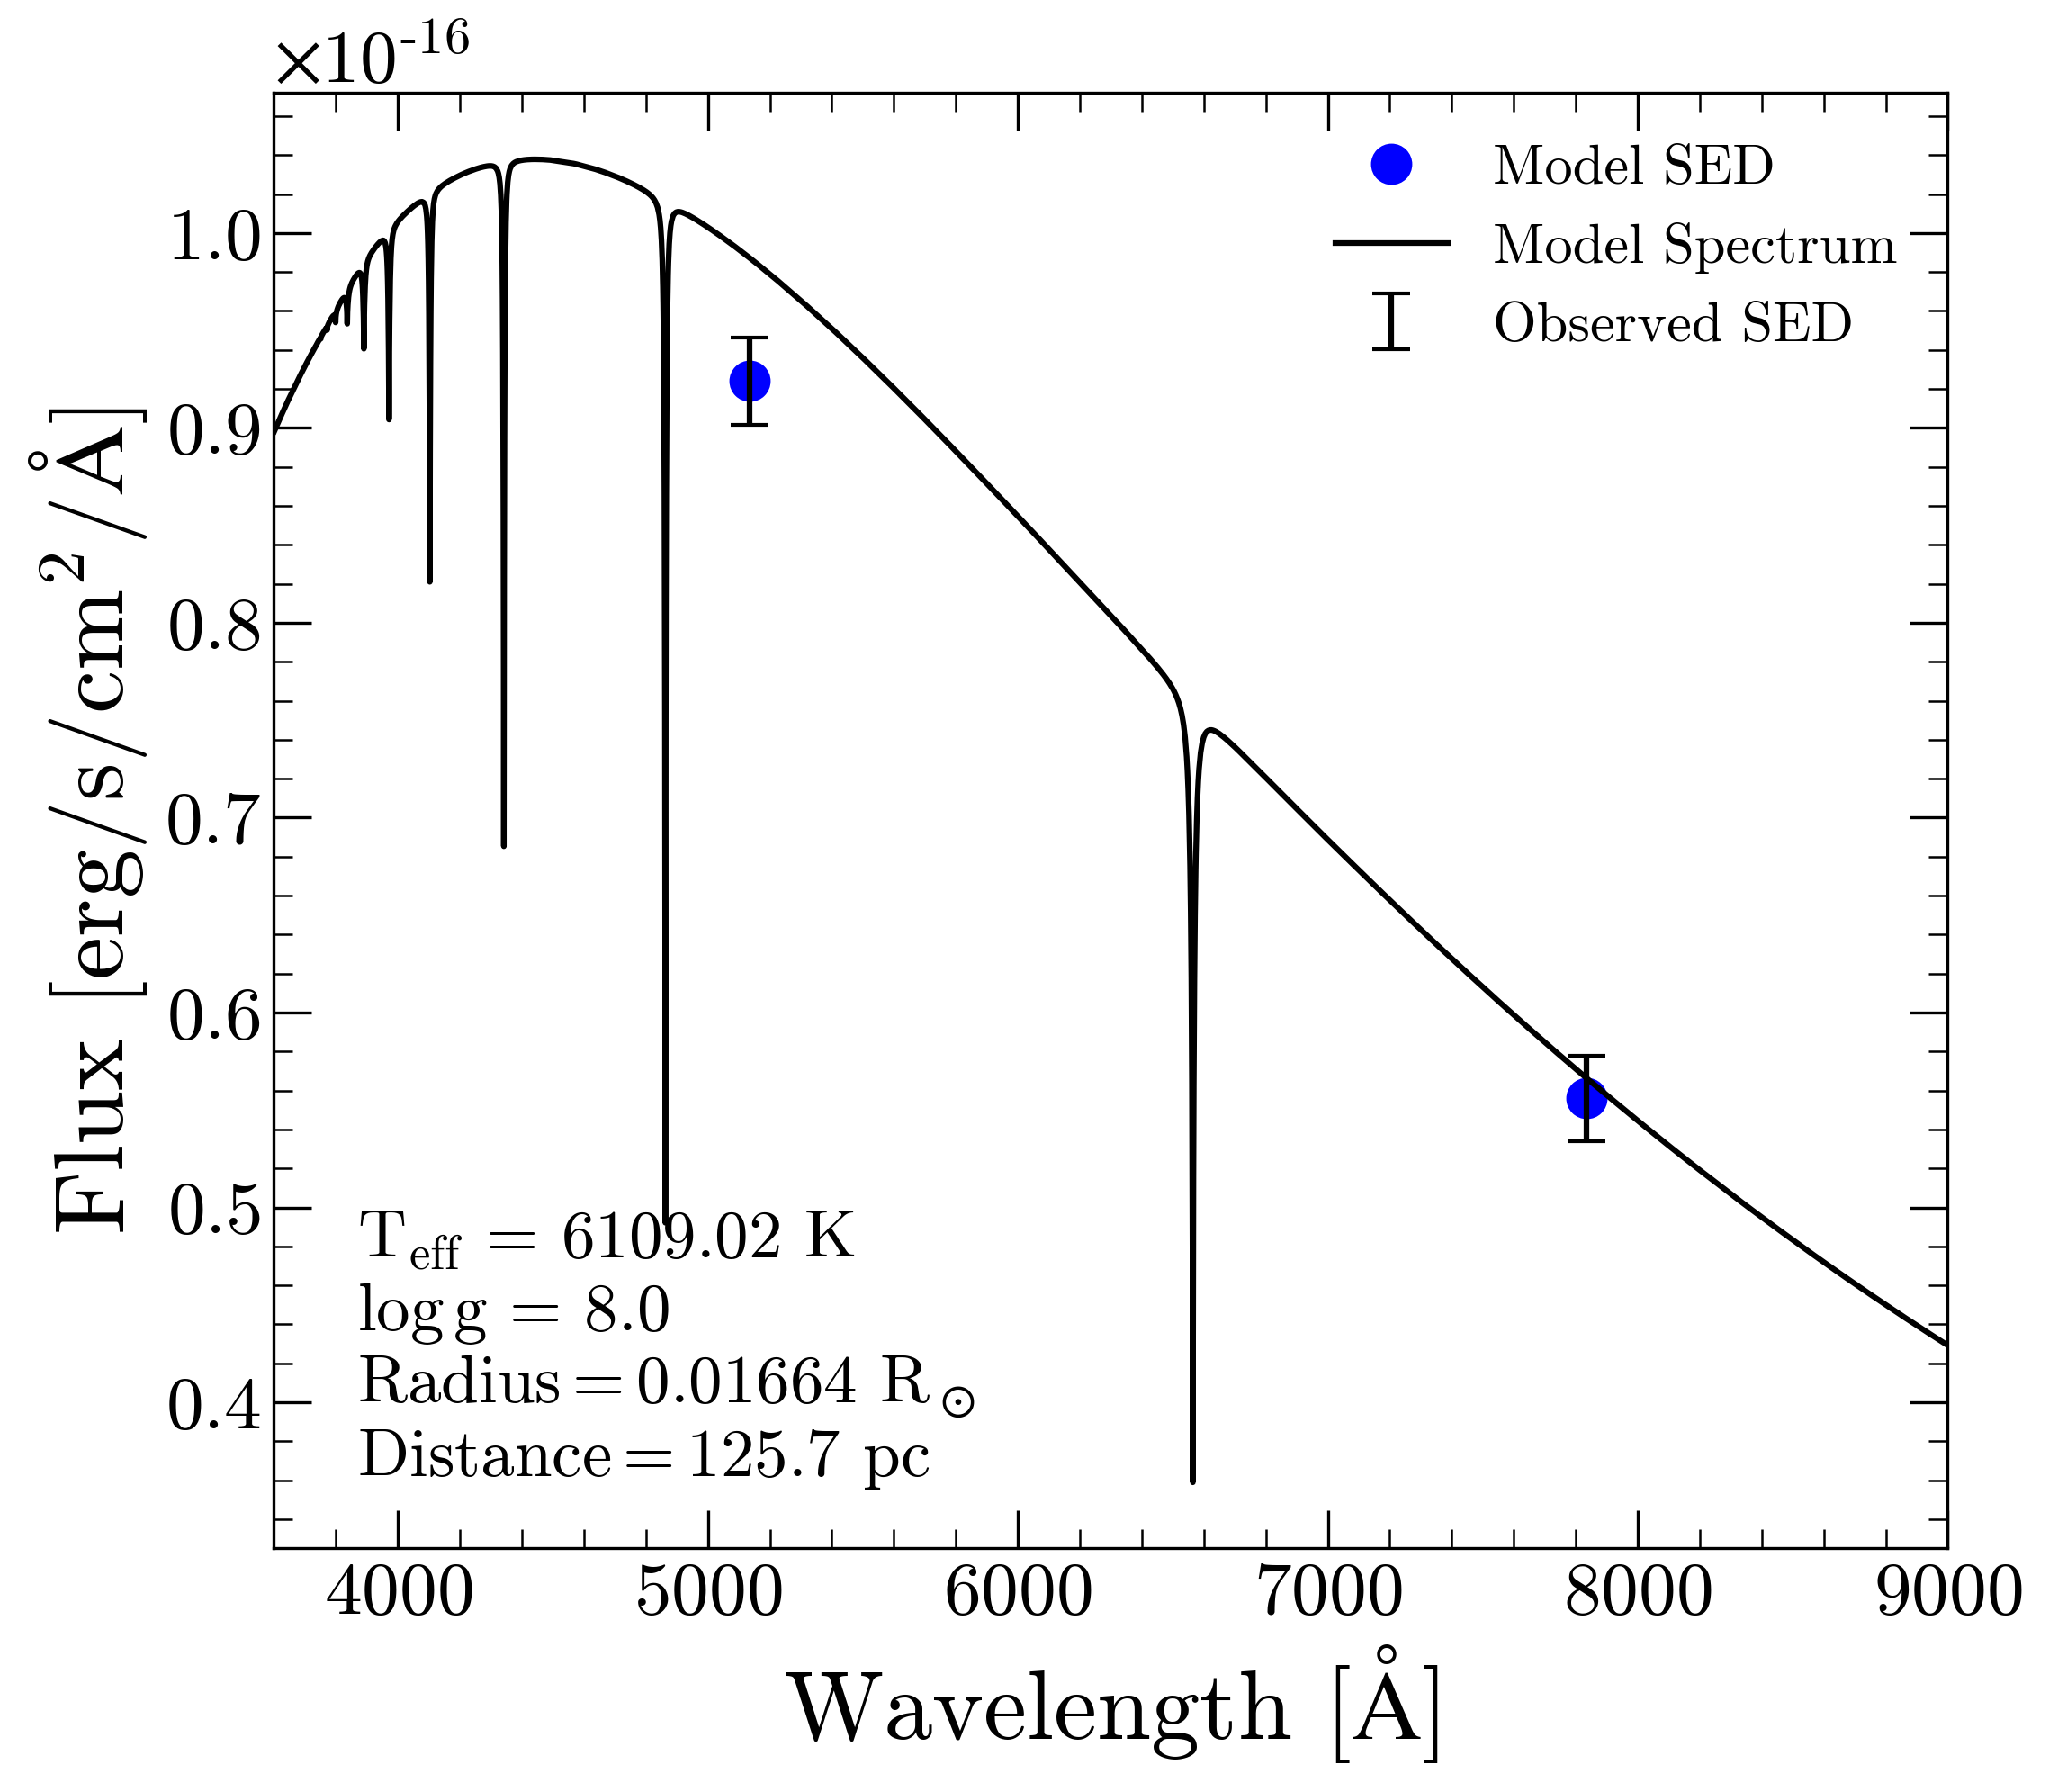 ×10-16
Model SED
Model Spectrum
Observed SED
1.0
0.9
0.8
0.7
0.6
0.5
0.4
Flux [erg/s/cm2/Å]
Teff = 6109.02 K
log g = 8.0
Radius = 0.01664 R⊙
Distance = 125.7 pc
4000 5000 6000 7000 8000 9000
Wavelength [Å]